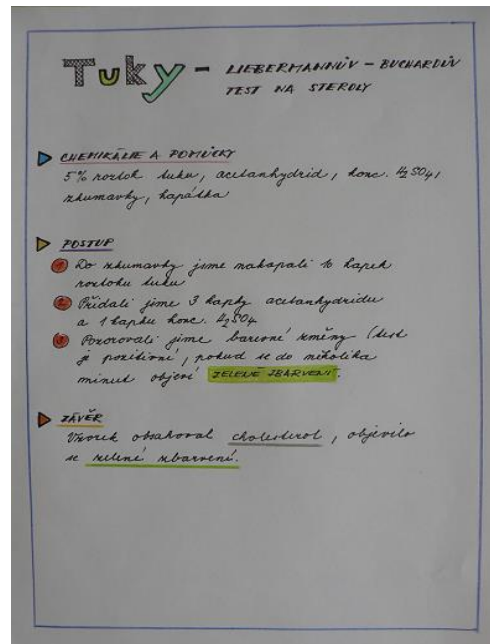 Tuky - LIEBERMANNŮV - BUCHARDŮV
TEST NA STEROLY
CHEMIKÁLIE A POMŮCKY
5% roztok tuku, acetanhydrid, konc. H2SO4,
zkumavky, kapátka
POSTUP
1 Do zkumavky jsme nakapali 10 kapek
roztoku tuku
2 Přidali jsme 3 kapky acetanhydridu
a 1 kapku konc. H2SO4
3 Pozorovali jsme barevné změny (test
je pozitivní, pokud se do několika
minut objeví ZELENÉ ZBARVENÍ.
ZÁVĚR
Vzorek obsahoval cholesterol, objevilo
se zelené zbarvení.